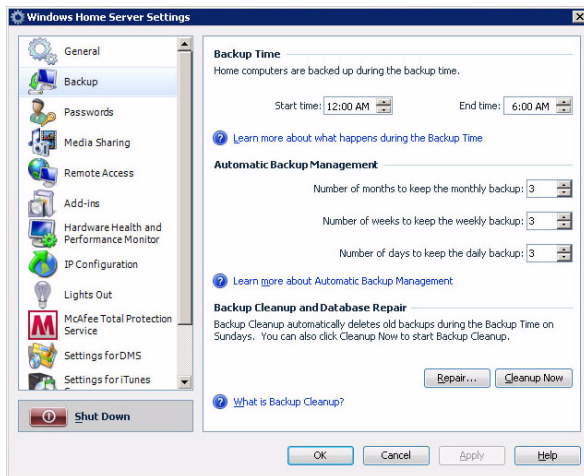 Windows Home Server Settings
General
Backup
Passwords
Media Sharing
Remote Access
Add-ins
Hardware Health and
Performance Monitor
IP Configuration
Lights Out
McAfee Total Protection
Service
Settings for DMS
Settings for iTunes
Shut Down
Backup Time
Home computers are backed up during the backup time.
Start time: 12:00 AM End time: 6:00 AM
Learn more about what happens during the Backup Time
Automatic Backup Management
Number of months to keep the monthly backup: 3
Number of weeks to keep the weekly backup: 3
Number of days to keep the daily backup: 3
Learn more about Automatic Backup Management
Backup Cleanup and Database Repair
Backup Cleanup automatically deletes old backups during the Backup Time on
Sundays. You can also click Cleanup Now to start Backup Cleanup.
Repair... Cleanup Now
What is Backup Cleanup?
OK Cancel Apply Help